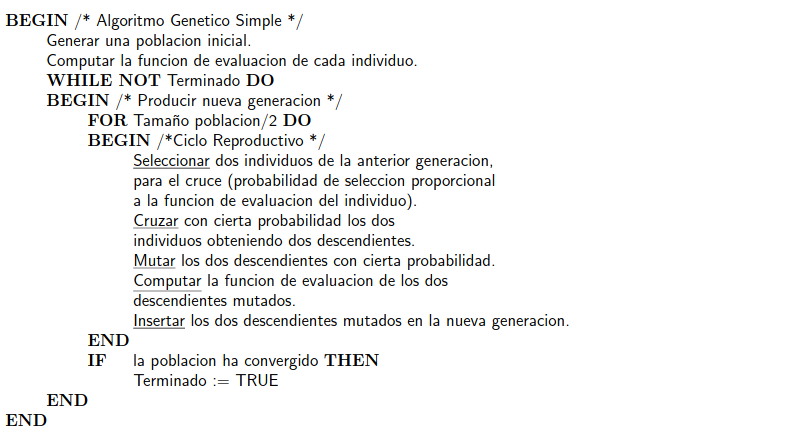 BEGIN /* Algoritmo Genetico Simple */
Generar una poblacion inicial.
Computar la funcion de evaluacion de cada individuo.
WHILE NOT Terminado DO
BEGIN /* Producir nueva generacion */
FOR Tamaño poblacion/2 DO
BEGIN /*Ciclo Reproductivo */
Seleccionar dos individuos de la anterior generacion,
para el cruce (probabilidad de seleccion proporcional
a la funcion de evaluacion del individuo).
Cruzar con cierta probabilidad los dos
individuos obteniendo dos descendientes.
Mutar los dos descendientes con cierta probabilidad.
Computar la funcion de evaluacion de los dos
descendientes mutados.
Insertar los dos descendientes mutados en la nueva generacion.
END
IF la poblacion ha convergido THEN
Terminado := TRUE
END
END